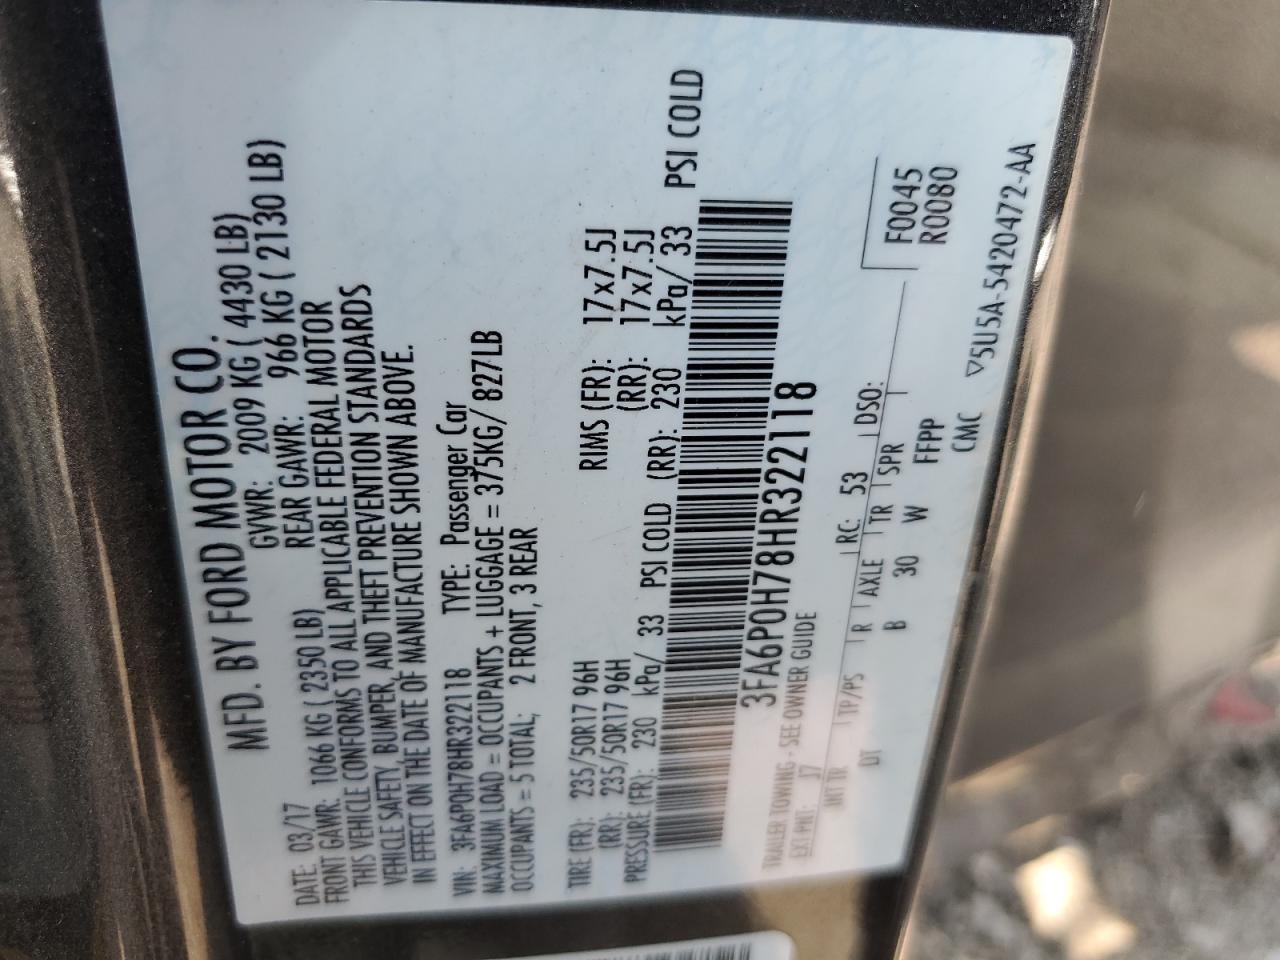 MFD. BY FORD MOTOR CO.
DATE: 03/17 GVWR: 2009 KG ( 4430 LB)
FRONT GAWR: 1066 KG ( 2350 LB) REAR GAWR: 966 KG ( 2130 LB)
THIS VEHICLE CONFORMS TO ALL APPLICABLE FEDERAL MOTOR
VEHICLE SAFETY, BUMPER, AND THEFT PREVENTION STANDARDS
IN EFFECT ON THE DATE OF MANUFACTURE SHOWN ABOVE.
VIN: 3FA6P0H78HR322118 TYPE: Passenger Car
MAXIMUM LOAD = OCCUPANTS + LUGGAGE = 375KG/ 827LB
OCCUPANTS = 5 TOTAL; 2 FRONT, 3 REAR
TIRE (FR): 235/50R17 96H RIMS (FR): 17x7.5J
(RR): 235/50R17 96H (RR): 17x7.5J
PRESSURE (FR): 230 kPa/ 33 PSI COLD (RR): 230 kPa/ 33 PSI COLD
3FA6P0H78HR322118
TRAILER TOWING - SEE OWNER GUIDE
EXT PNT: J7 RC: 53 DSO:
INT TR TP/PS R AXLE TR SPR
DT B 30 W FFPP
F0045
R0080
CMC ▽5U5A-5420472-AA